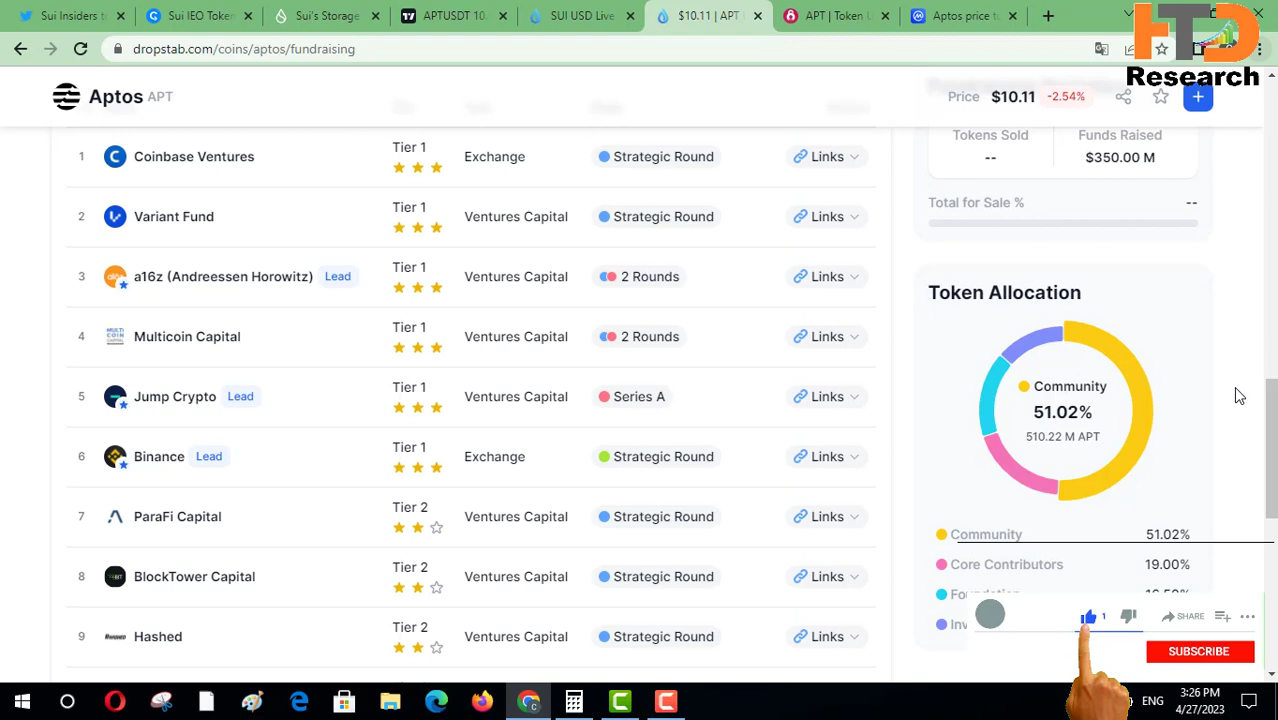 Sui Insiders to
Sui IEO Token
Sui's Storage
APTUSDT 10.
SUI USD Live
$10.11 | APT
APT | Token L
Aptos price to
dropstab.com/coins/aptos/fundraising
HTD
Research
Aptos APT
Price $10.11 -2.54%
Tokens Sold
--
Funds Raised
$350.00 M
Total for Sale % --
1 Coinbase Ventures Tier 1 Exchange Strategic Round Links
2 Variant Fund Tier 1 Ventures Capital Strategic Round Links
3 a16z (Andreessen Horowitz) Lead Tier 1 Ventures Capital 2 Rounds Links
4 MULTICOIN CAPITAL Multicoin Capital Tier 1 Ventures Capital 2 Rounds Links
5 Jump Crypto Lead Tier 1 Ventures Capital Series A Links
6 Binance Lead Tier 1 Exchange Strategic Round Links
7 ParaFi Capital Tier 2 Ventures Capital Strategic Round Links
8 BlockTower Capital Tier 2 Ventures Capital Strategic Round Links
9 Hashed Tier 2 Ventures Capital Strategic Round Links
Token Allocation
Community
51.02%
510.22 M APT
Community 51.02%
Core Contributors 19.00%
1 SHARE
SUBSCRIBE
ENG
3:26 PM
4/27/2023